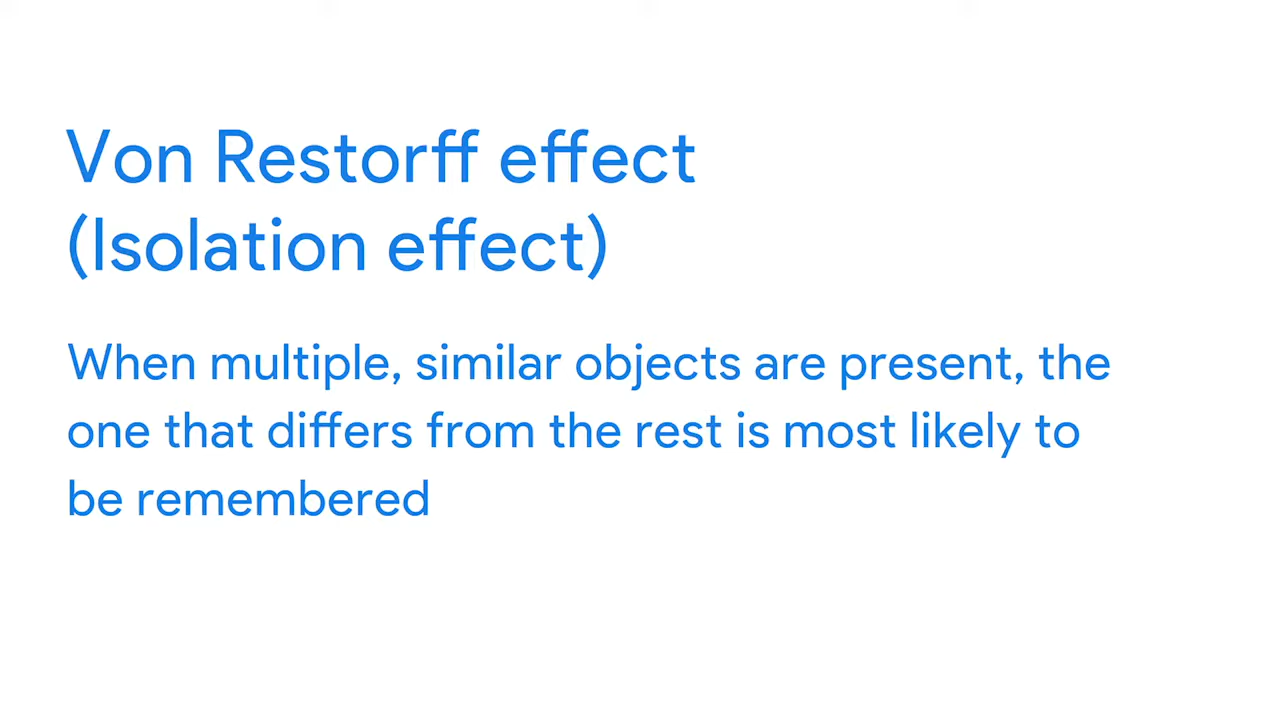 Von Restorff effect
(Isolation effect)
When multiple, similar objects are present, the
one that differs from the rest is most likely to
be remembered